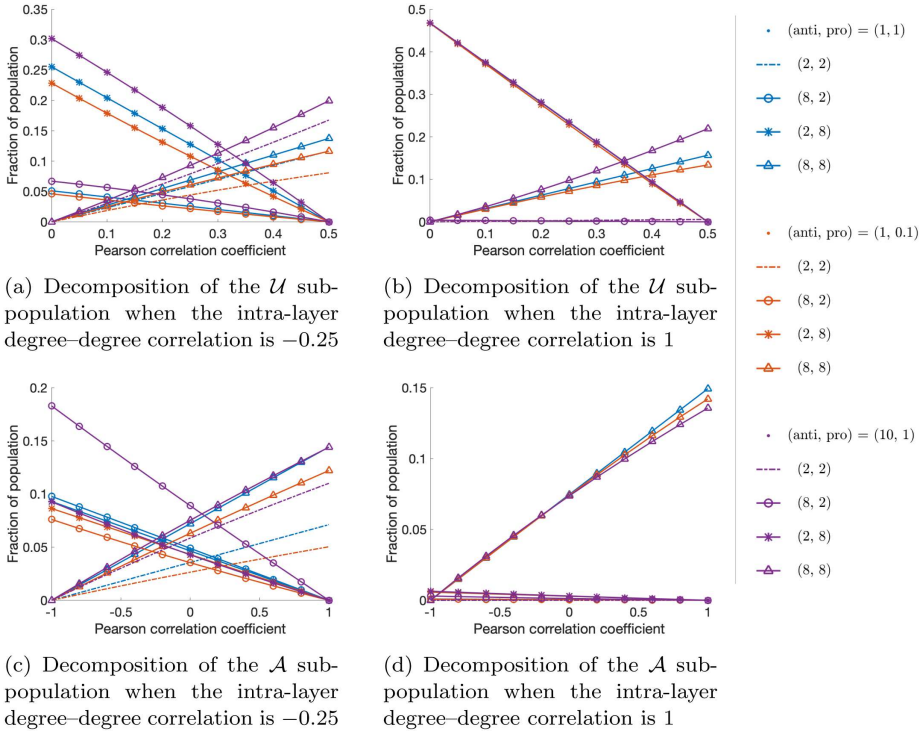 0.35
0.3
0.25
0.2
0.15
0.1
0.05
0
Fraction of population
0 0.1 0.2 0.3 0.4 0.5
Pearson correlation coefficient
(a) Decomposition of the 𝒰 sub-
population when the intra-layer
degree–degree correlation is −0.25
0.5
0.4
0.3
0.2
0.1
0
Fraction of population
0 0.1 0.2 0.3 0.4 0.5
Pearson correlation coefficient
(b) Decomposition of the 𝒰 sub-
population when the intra-layer
degree–degree correlation is 1
0.2
0.15
0.1
0.05
0
Fraction of population
-1 -0.5 0 0.5 1
Pearson correlation coefficient
(c) Decomposition of the 𝒜 sub-
population when the intra-layer
degree–degree correlation is −0.25
0.15
0.1
0.05
0
Fraction of population
-1 -0.5 0 0.5 1
Pearson correlation coefficient
(d) Decomposition of the 𝒜 sub-
population when the intra-layer
degree–degree correlation is 1
(anti, pro) = (1, 1)
(2, 2)
(8, 2)
(2, 8)
(8, 8)
(anti, pro) = (1, 0.1)
(2, 2)
(8, 2)
(2, 8)
(8, 8)
(anti, pro) = (10, 1)
(2, 2)
(8, 2)
(2, 8)
(8, 8)